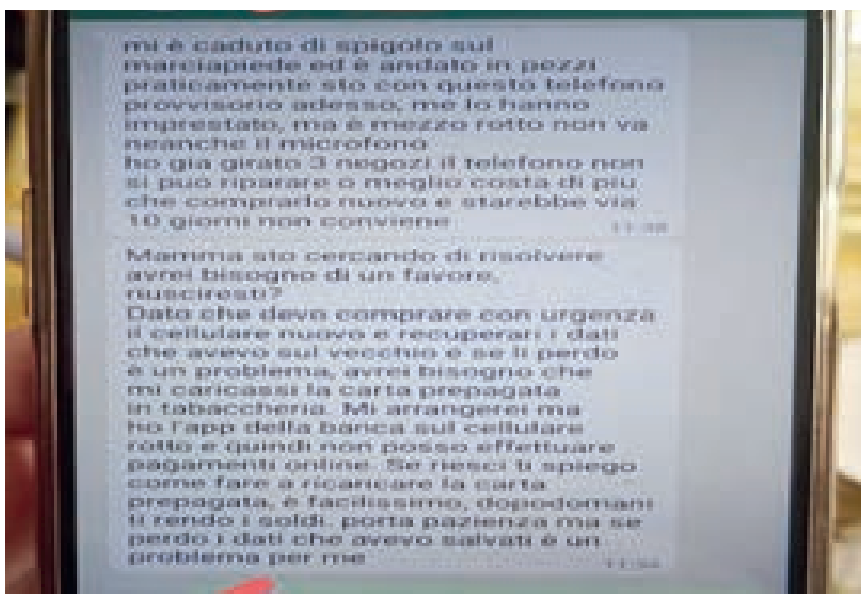 mi è caduto di spigolo sul
marciapiede ed è andato in pezzi
praticamente sto con questo telefono
provvisorio adesso, me lo hanno
imprestato, ma è mezzo rotto non va
neanche il microfono
ho gia girato 3 negozi il telefono non
si può riparare o meglio costa di più
che comprarlo nuovo e starebbe via
10 giorni non conviene
Mamma sto cercando di risolvere
avrei bisogno di un favore,
riusciresti?
Dato che devo comprare con urgenza
il cellulare nuovo e recuperari i dati
che avevo sul vecchio e se li perdo
è un problema, avrei bisogno che
mi caricassi la carta prepagata
in tabaccheria. Mi arrangerei ma
ho l'app della banca sul cellulare
rotto e quindi non posso effettuare
pagamenti online. Se riesci ti spiego
come fare a ricaricare la carta
prepagata, è facilissimo, dopodomani
ti rendo i soldi. porta pazienza ma se
perdo i dati che avevo salvati è un
problema per me